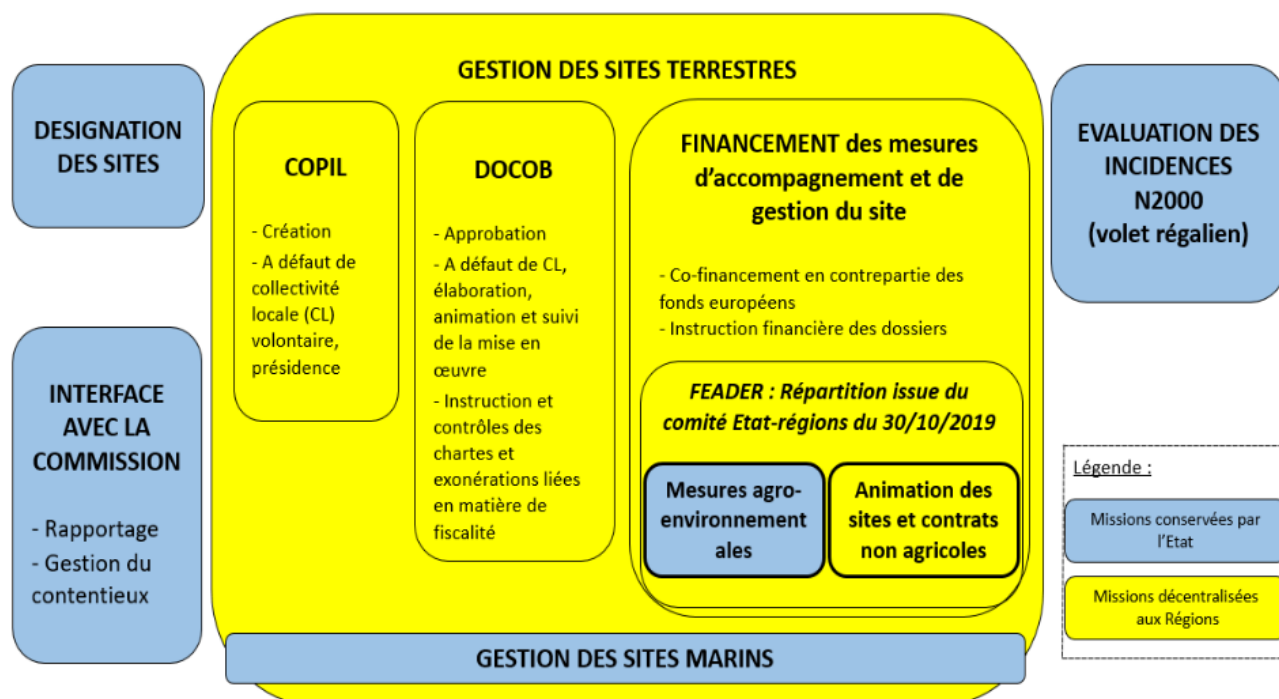 DESIGNATION
DES SITES
INTERFACE
AVEC LA
COMMISSION
- Rapportage
- Gestion du
contentieux
GESTION DES SITES TERRESTRES
COPIL
- Création
- A défaut de
collectivité
locale (CL)
volontaire,
présidence
DOCOB
- Approbation
- A défaut de CL,
élaboration,
animation et suivi
de la mise en
œuvre
- Instruction et
contrôles des
chartes et
exonérations liées
en matière de
fiscalité
FINANCEMENT des mesures
d’accompagnement et de
gestion du site
- Co-financement en contrepartie des
fonds européens
- Instruction financière des dossiers
FEADER : Répartition issue du
comité Etat-régions du 30/10/2019
Mesures agro-
environnement
ales
Animation des
sites et contrats
non agricoles
GESTION DES SITES MARINS
EVALUATION DES
INCIDENCES
N2000
(volet régalien)
Légende :
Missions conservées par
l’Etat
Missions décentralisées
aux Régions